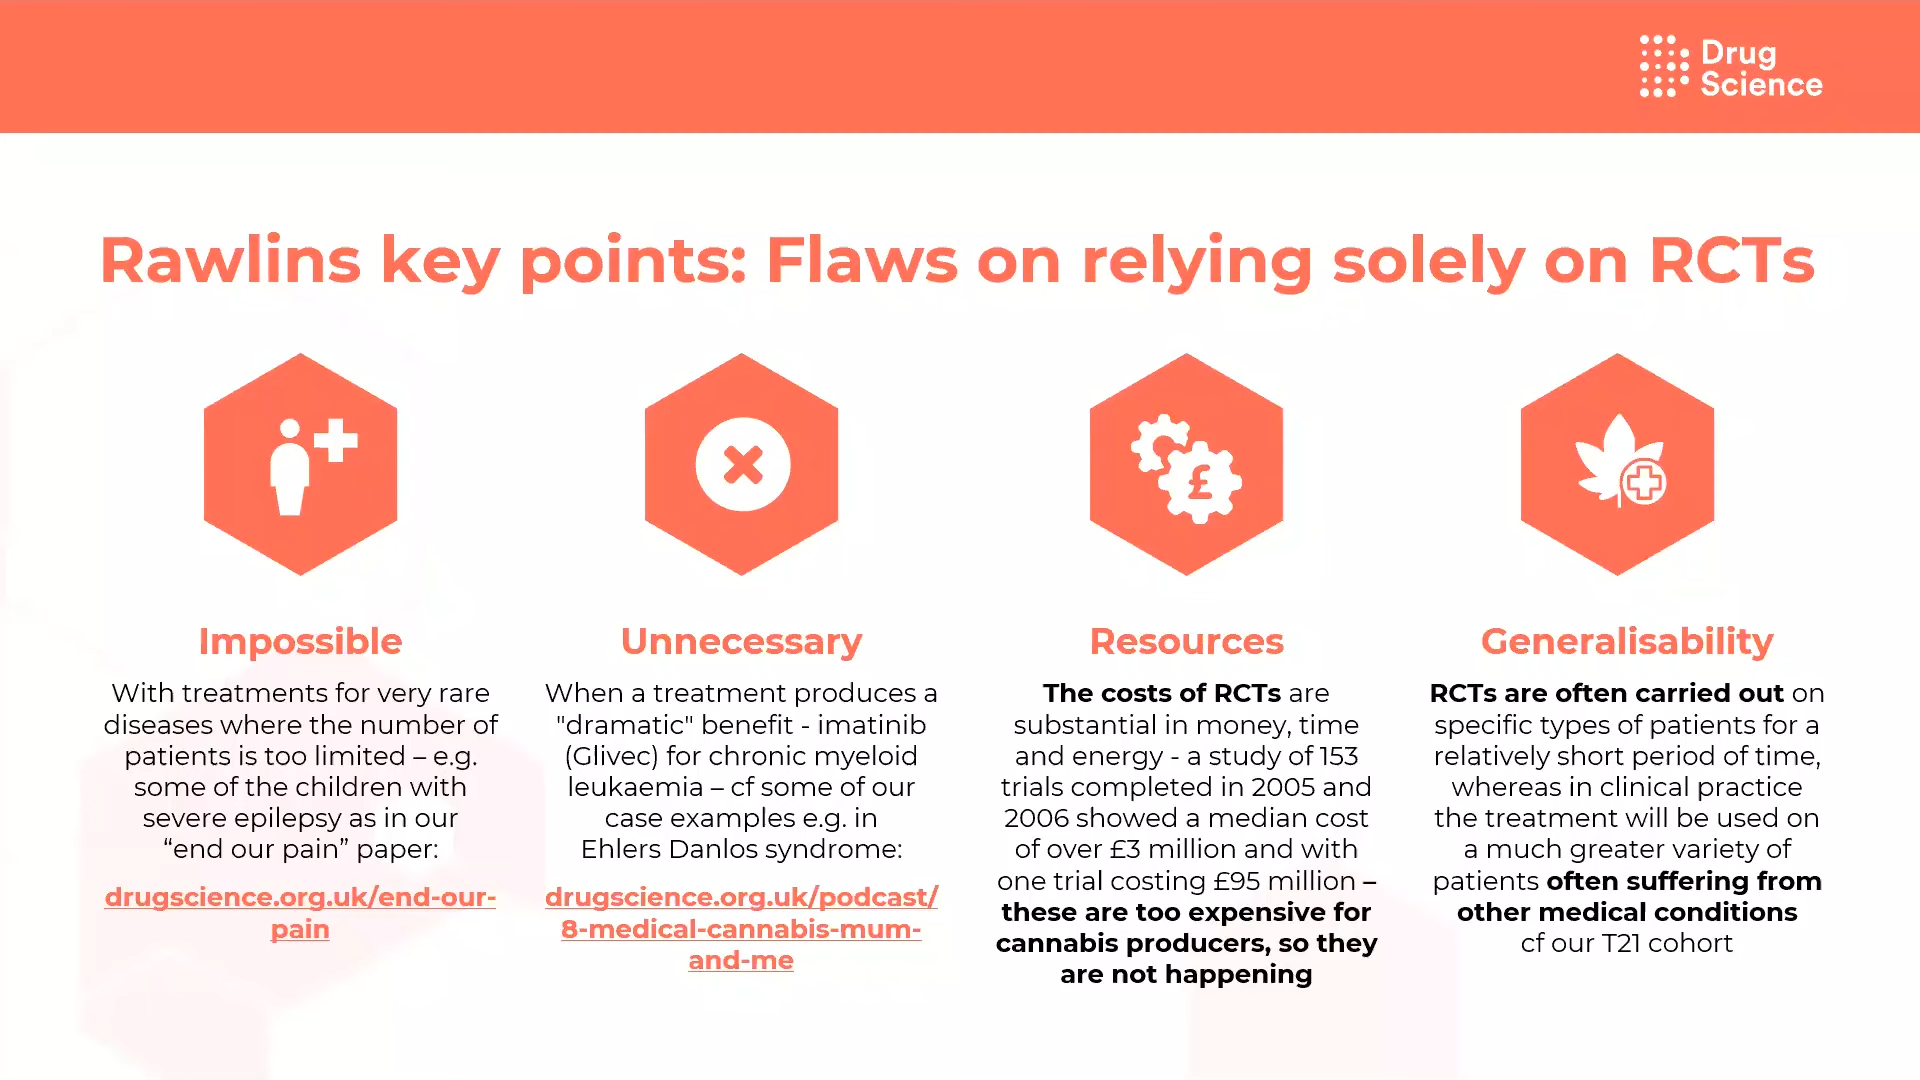 Drug
Science
Rawlins key points: Flaws on relying solely on RCTs
£
Impossible
With treatments for very rare
diseases where the number of
patients is too limited – e.g.
some of the children with
severe epilepsy as in our
“end our pain” paper:
drugscience.org.uk/end-our-
pain
Unnecessary
When a treatment produces a
"dramatic" benefit - imatinib
(Glivec) for chronic myeloid
leukaemia – cf some of our
case examples e.g. in
Ehlers Danlos syndrome:
drugscience.org.uk/podcast/
8-medical-cannabis-mum-
and-me
Resources
The costs of RCTs are
substantial in money, time
and energy - a study of 153
trials completed in 2005 and
2006 showed a median cost
of over £3 million and with
one trial costing £95 million –
these are too expensive for
cannabis producers, so they
are not happening
Generalisability
RCTs are often carried out on
specific types of patients for a
relatively short period of time,
whereas in clinical practice
the treatment will be used on
a much greater variety of
patients often suffering from
other medical conditions
cf our T21 cohort